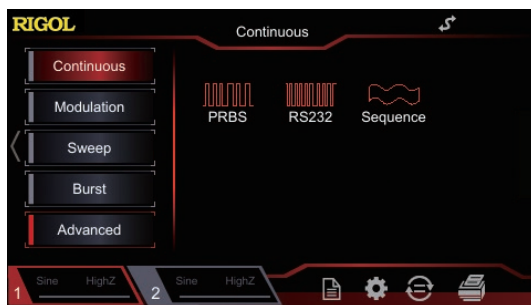 RIGOL
Continuous
Continuous
Modulation
Sweep
Burst
Advanced
PRBS RS232 Sequence
1 Sine HighZ 2 Sine HighZ